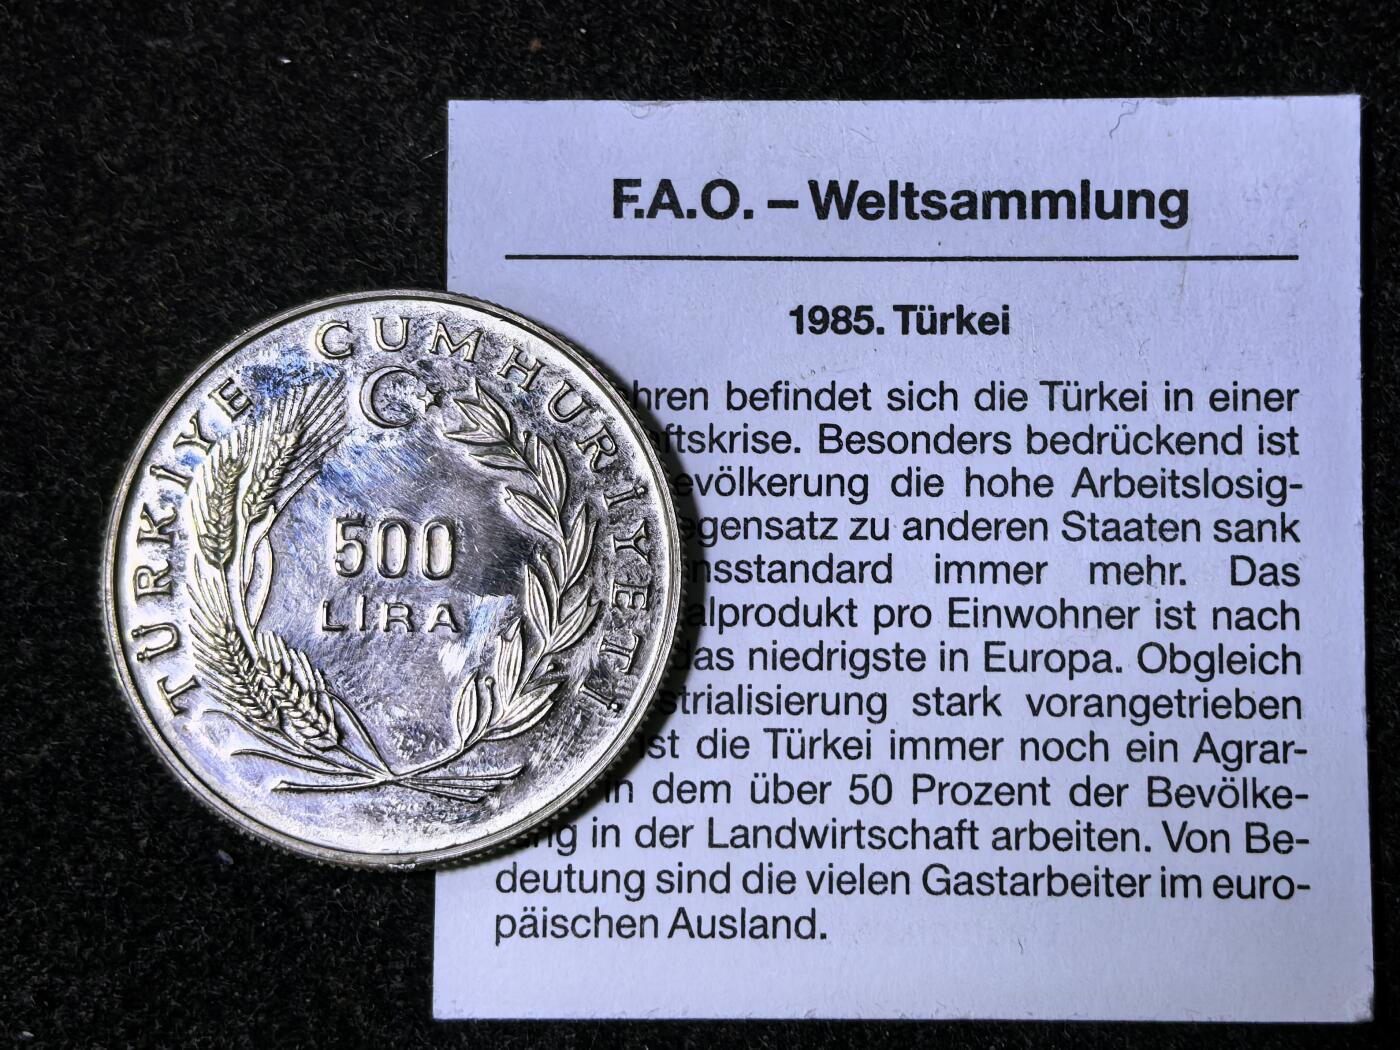 TÜRKİYE CUMHURİYETİ
500
LİRA
F.A.O. – Weltsammlung
1985. Türkei
befindet sich die Türkei in einer
Besonders bedrückend ist
die hohe Arbeitslosig-
zu anderen Staaten sank
immer mehr. Das
pro Einwohner ist nach
das niedrigste in Europa. Obgleich
stark vorangetrieben
ist die Türkei immer noch ein Agrar-
in dem über 50 Prozent der Bevölke-
in der Landwirtschaft arbeiten. Von Be-
deutung sind die vielen Gastarbeiter im euro-
päischen Ausland.